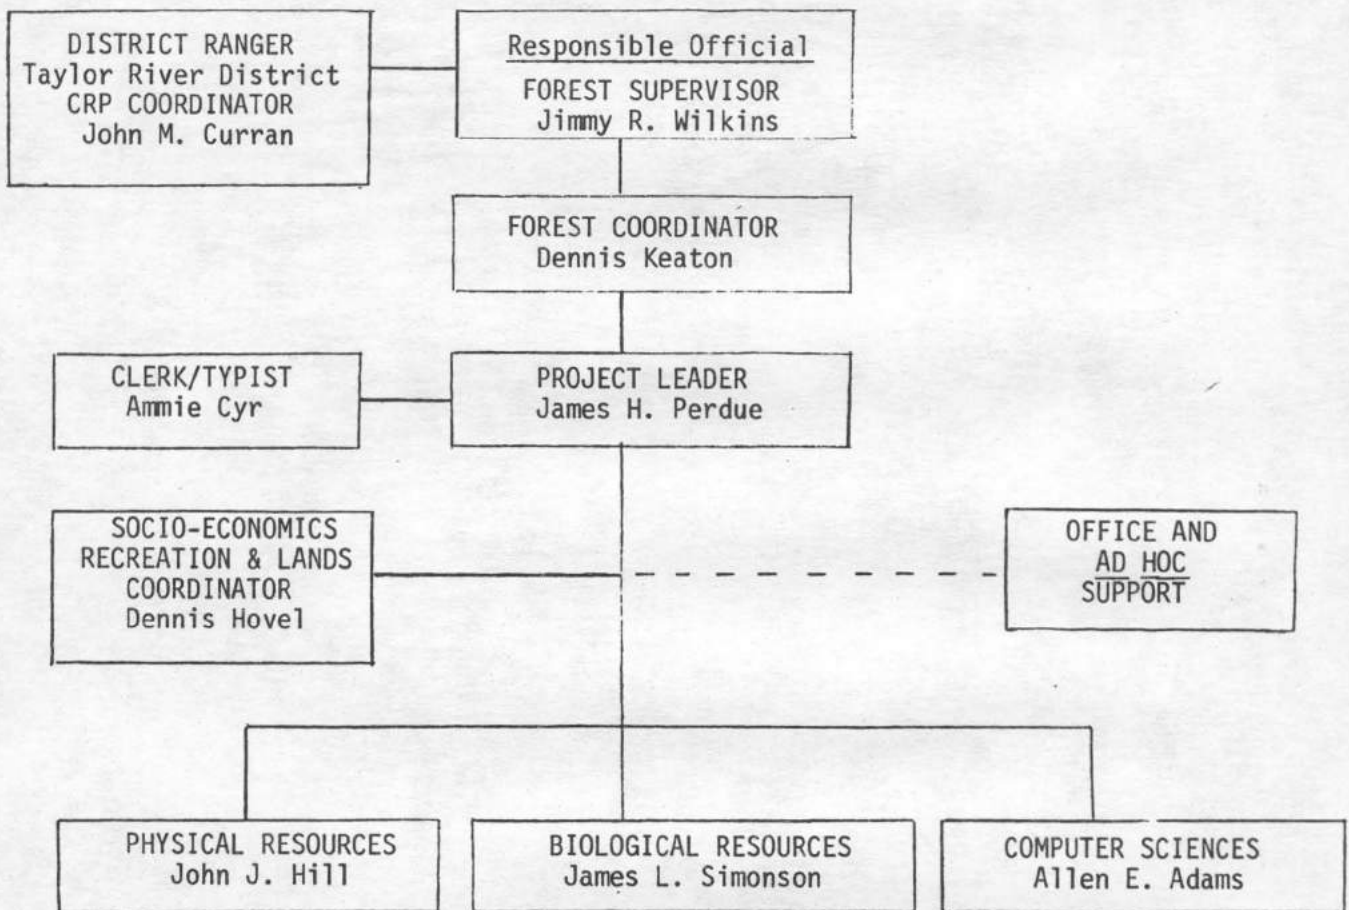 DISTRICT RANGER
Taylor River District
CRP COORDINATOR
John M. Curran
Responsible Official
FOREST SUPERVISOR
Jimmy R. Wilkins
FOREST COORDINATOR
Dennis Keaton
CLERK/TYPIST
Ammie Cyr
PROJECT LEADER
James H. Perdue
SOCIO-ECONOMICS
RECREATION & LANDS
COORDINATOR
Dennis Hovel
OFFICE AND
AD HOC
SUPPORT
PHYSICAL RESOURCES
John J. Hill
BIOLOGICAL RESOURCES
James L. Simonson
COMPUTER SCIENCES
Allen E. Adams